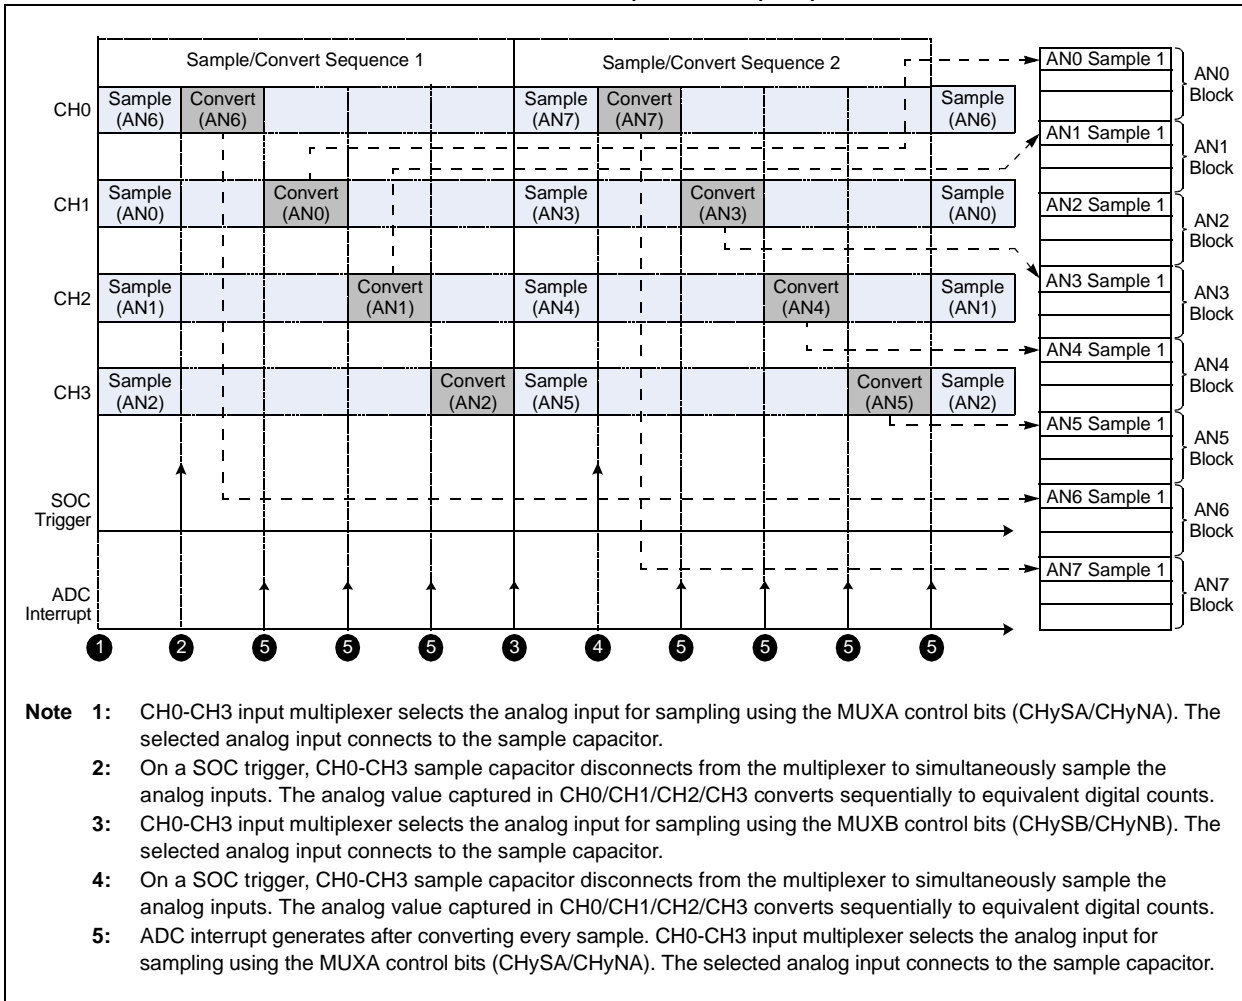 Sample/Convert Sequence 1
Sample/Convert Sequence 2
CH0
Sample
(AN6)
Convert
(AN6)
Sample
(AN7)
Convert
(AN7)
Sample
(AN6)
CH1
Sample
(AN0)
Convert
(AN0)
Sample
(AN3)
Convert
(AN3)
Sample
(AN0)
CH2
Sample
(AN1)
Convert
(AN1)
Sample
(AN4)
Convert
(AN4)
Sample
(AN1)
CH3
Sample
(AN2)
Convert
(AN2)
Sample
(AN5)
Convert
(AN5)
Sample
(AN2)
SOC
Trigger
ADC
Interrupt
1
2
5
5
5
3
4
5
5
5
5
AN0 Sample 1
AN0
Block
AN1 Sample 1
AN1
Block
AN2 Sample 1
AN2
Block
AN3 Sample 1
AN3
Block
AN4 Sample 1
AN4
Block
AN5 Sample 1
AN5
Block
AN6 Sample 1
AN6
Block
AN7 Sample 1
AN7
Block
Note 1: CH0-CH3 input multiplexer selects the analog input for sampling using the MUXA control bits (CHySA/CHyNA). The
selected analog input connects to the sample capacitor.
2: On a SOC trigger, CH0-CH3 sample capacitor disconnects from the multiplexer to simultaneously sample the
analog inputs. The analog value captured in CH0/CH1/CH2/CH3 converts sequentially to equivalent digital counts.
3: CH0-CH3 input multiplexer selects the analog input for sampling using the MUXB control bits (CHySB/CHyNB). The
selected analog input connects to the sample capacitor.
4: On a SOC trigger, CH0-CH3 sample capacitor disconnects from the multiplexer to simultaneously sample the
analog inputs. The analog value captured in CH0/CH1/CH2/CH3 converts sequentially to equivalent digital counts.
5: ADC interrupt generates after converting every sample. CH0-CH3 input multiplexer selects the analog input for
sampling using the MUXA control bits (CHySA/CHyNA). The selected analog input connects to the sample capacitor.